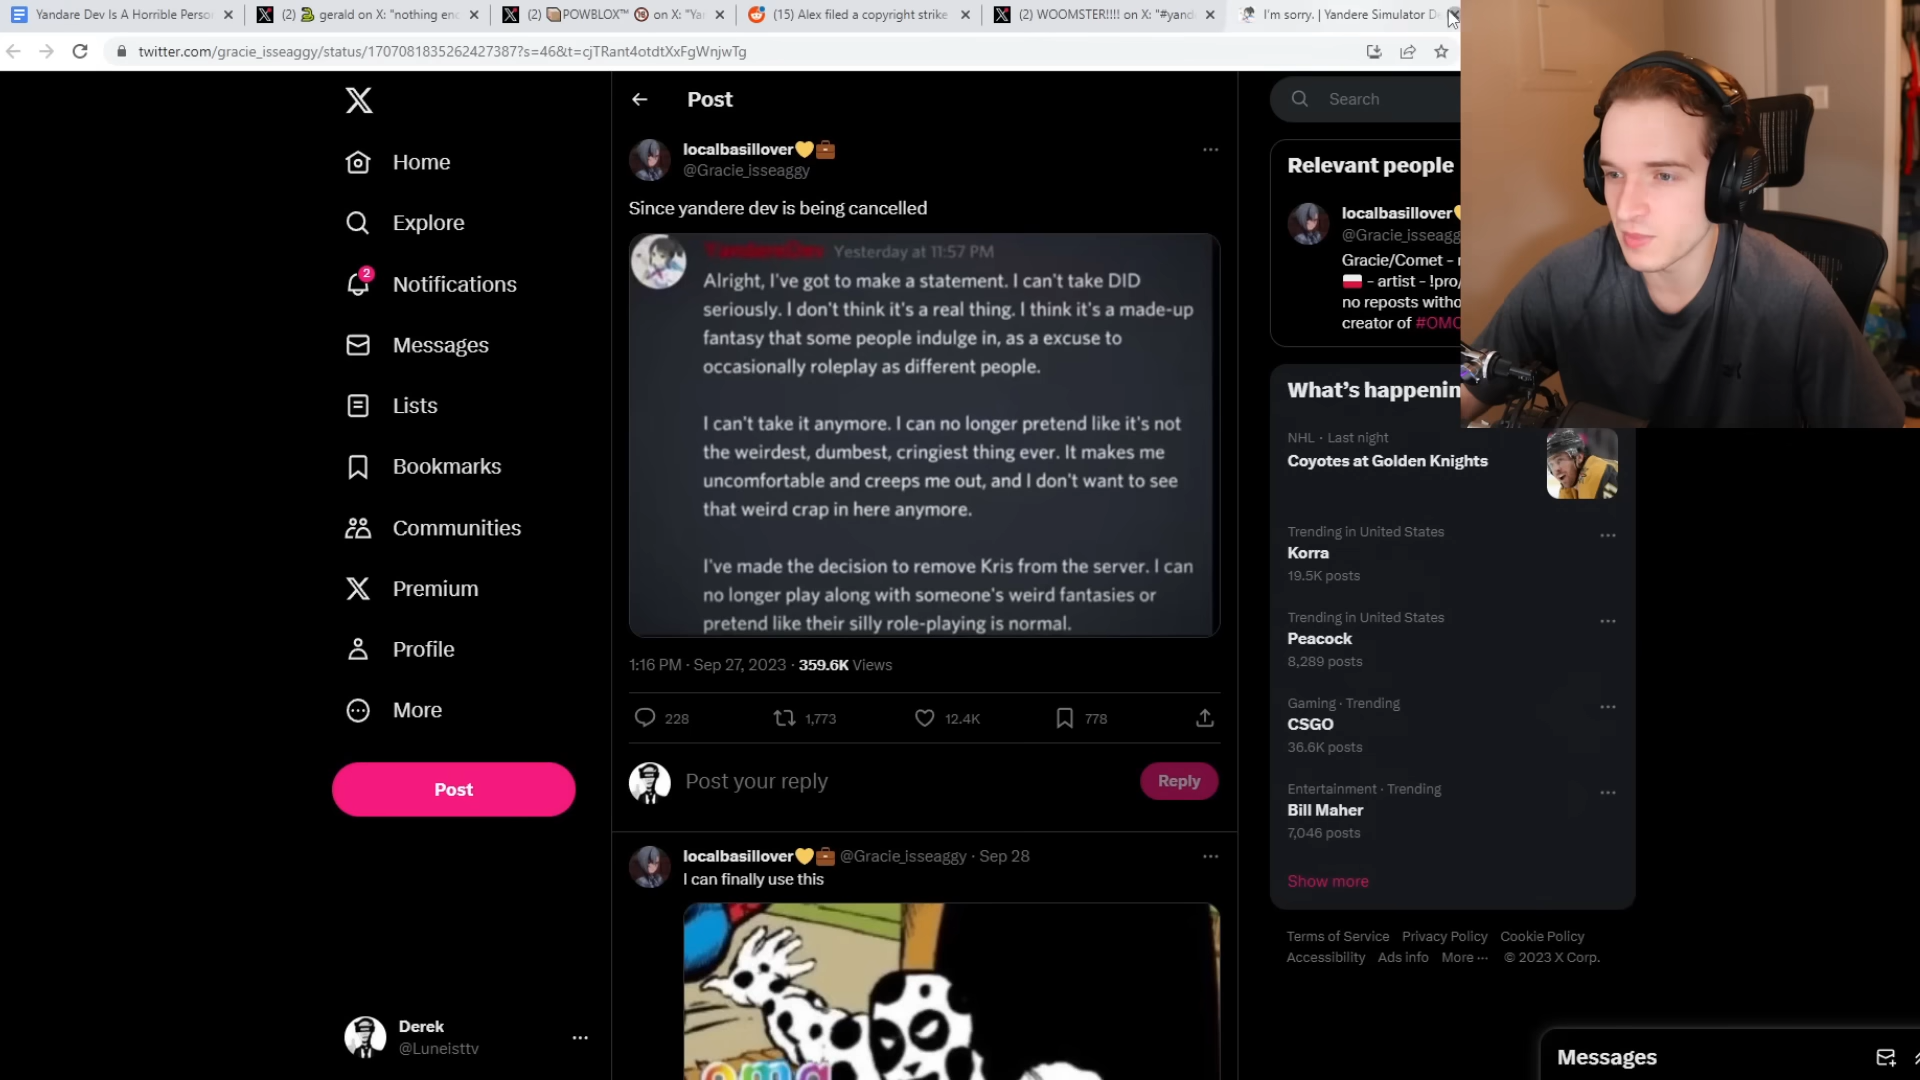 Yandare Dev Is A Horrible Perso
(2) gerald on X: "nothing en
(2) POWBLOX™ on X: "Ya
(15) Alex filed a copyright strike
(2) WOOMSTER!!!! on X: "#yand
I'm sorry. | Yandere Simulator D
twitter.com/gracie_isseaggy/status/1707081835262427387?s=46&t=cjTRant4otdtXxFgWnjwTg
Home
Explore
2
Notifications
Messages
Lists
Bookmarks
Communities
Premium
Profile
More
Post
Derek
@Luneisttv
Post
localbasillover💛💼
@Gracie_isseaggy
Since yandere dev is being cancelled
YandereDev Yesterday at 11:57 PM
Alright, I've got to make a statement. I can't take DID
seriously. I don't think it's a real thing. I think it's a made-up
fantasy that some people indulge in, as a excuse to
occasionally roleplay as different people.
I can't take it anymore. I can no longer pretend like it's not
the weirdest, dumbest, cringiest thing ever. It makes me
uncomfortable and creeps me out, and I don't want to see
that weird crap in here anymore.
I've made the decision to remove Kris from the server. I can
no longer play along with someone's weird fantasies or
pretend like their silly role-playing is normal.
1:16 PM · Sep 27, 2023 · 359.6K Views
228
1,773
12.4K
778
Post your reply
Reply
localbasillover💛💼 @Gracie_isseaggy · Sep 28
I can finally use this
omg
Search
Relevant people
localbasillover
@Gracie_isseagg
Gracie/Comet -
🇵🇱 - artist - !pro/
no reposts witho
creator of #OMO
What's happenin
NHL · Last night
Coyotes at Golden Knights
Trending in United States
Korra
19.5K posts
Trending in United States
Peacock
8,289 posts
Gaming · Trending
CSGO
36.6K posts
Entertainment · Trending
Bill Maher
7,046 posts
Show more
Terms of Service Privacy Policy Cookie Policy
Accessibility Ads info More ··· © 2023 X Corp.
Messages